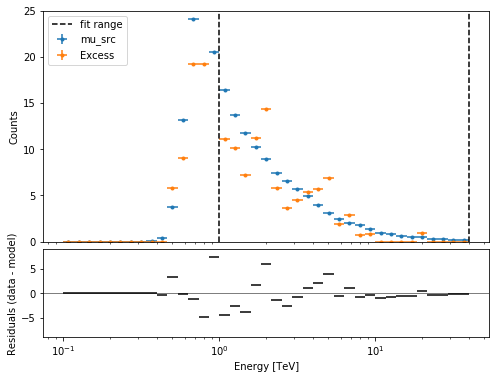 25
20
15
10
5
0
Counts
fit range
mu_src
Excess
5
0
−5
Residuals (data - model)
10⁻¹
10⁰
10¹
Energy [TeV]